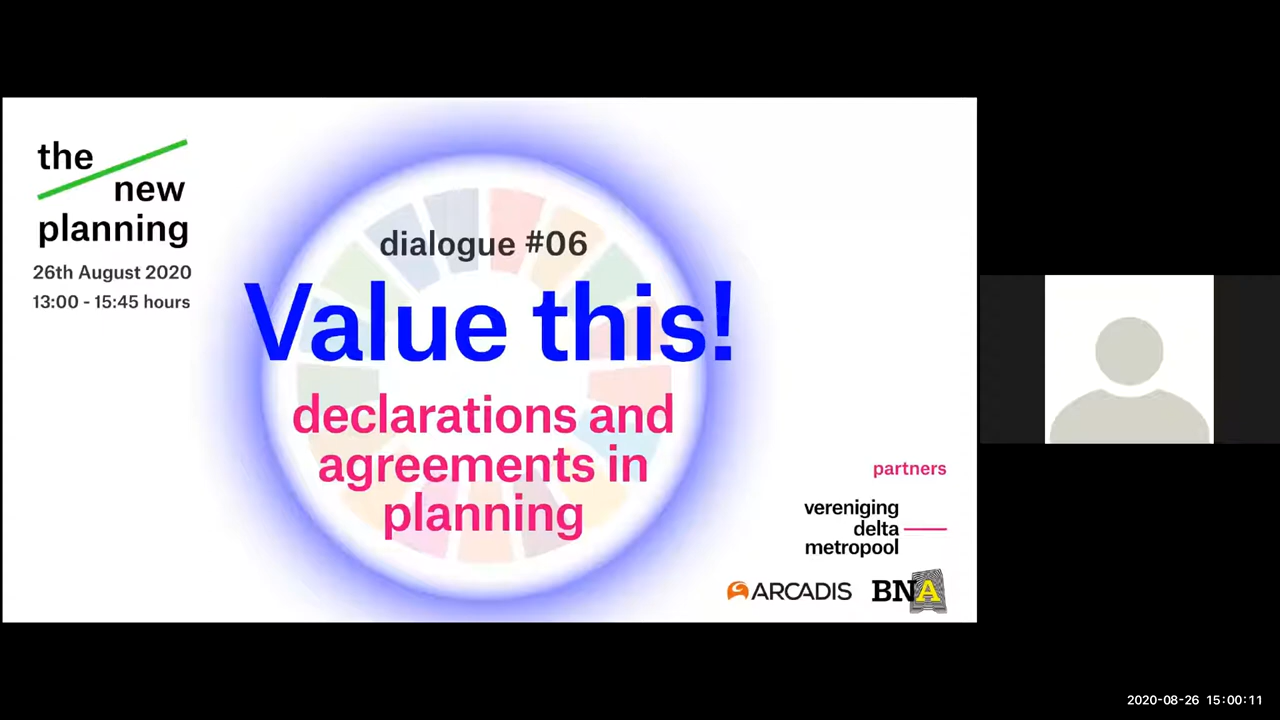 the
new
planning
26th August 2020
13:00 - 15:45 hours
dialogue #06
Value this!
declarations and
agreements in
planning
partners
vereniging
delta
metropool
ARCADIS
BNA
2020-08-26 15:00:11